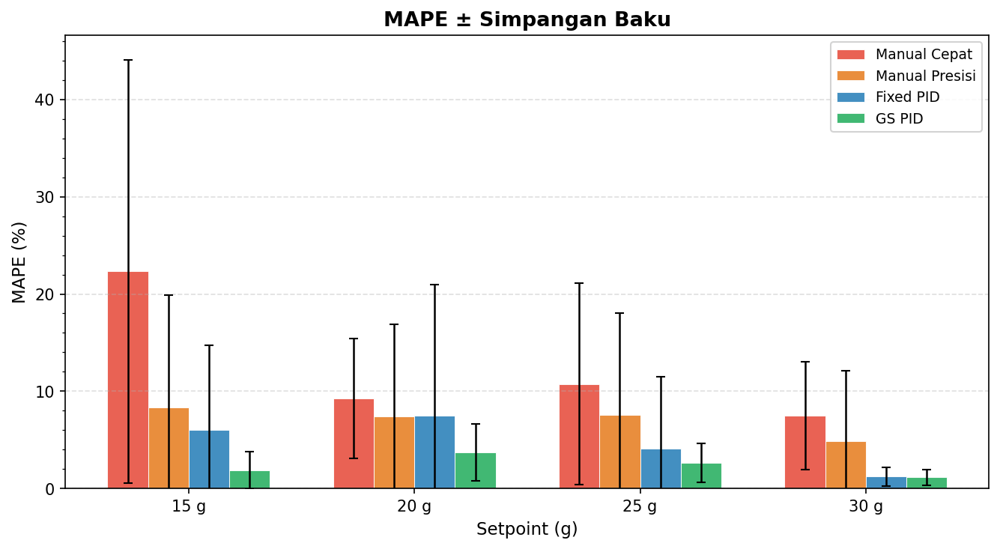 MAPE ± Simpangan Baku
Manual Cepat
Manual Presisi
Fixed PID
GS PID
MAPE (%)
40
30
20
10
0
15 g
20 g
25 g
30 g
Setpoint (g)